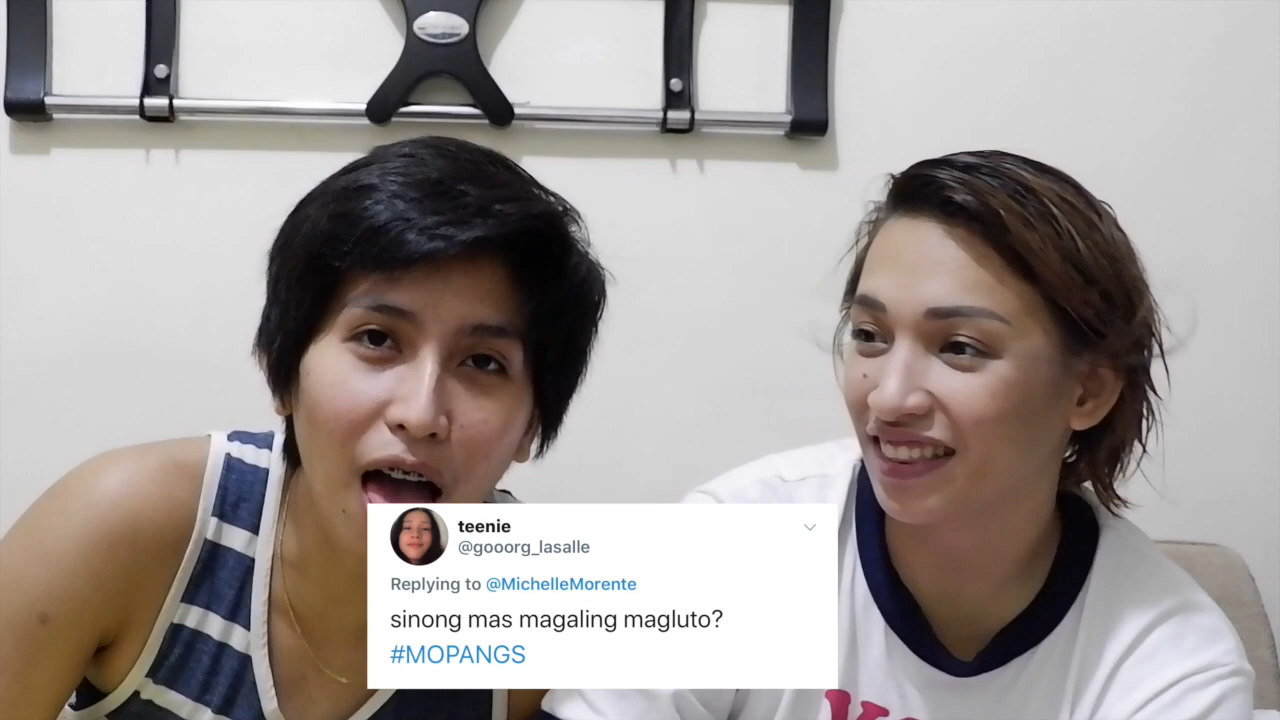 teenie
@gooorg_lasalle
Replying to @MichelleMorente
sinong mas magaling magluto?
#MOPANGS